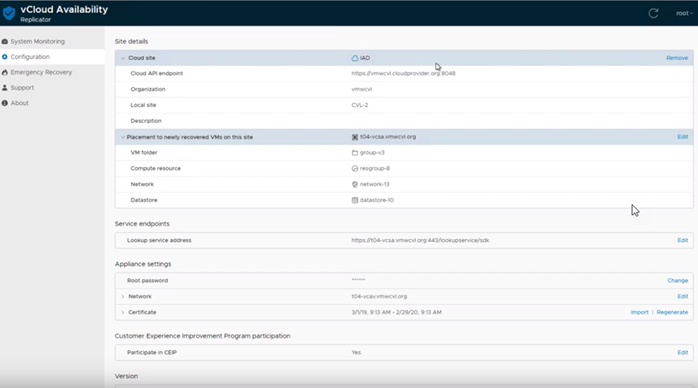 vCloud Availability
Replicator
root
System Monitoring
Configuration
Emergency Recovery
Support
About
Site details
Cloud site IAD Remove
Cloud API endpoint https://vmwcvl.cloudprovider.org:8048
Organization vmwcvl
Local site CVL-2
Description
Placement to newly recovered VMs on this site t04-vcsa.vmwcvl.org Edit
VM folder group-v3
Compute resource resgroup-8
Network network-13
Datastore datastore-10
Service endpoints
Lookup service address https://t04-vcsa.vmwcvl.org:443/lookupservice/sdk Edit
Appliance settings
Root password ****** Change
Network t04-vcav.vmwcvl.org Edit
Certificate 3/1/19, 9:13 AM - 2/29/20, 9:13 AM Import | Regenerate
Customer Experience Improvement Program participation
Participate in CEIP Yes Edit
Version